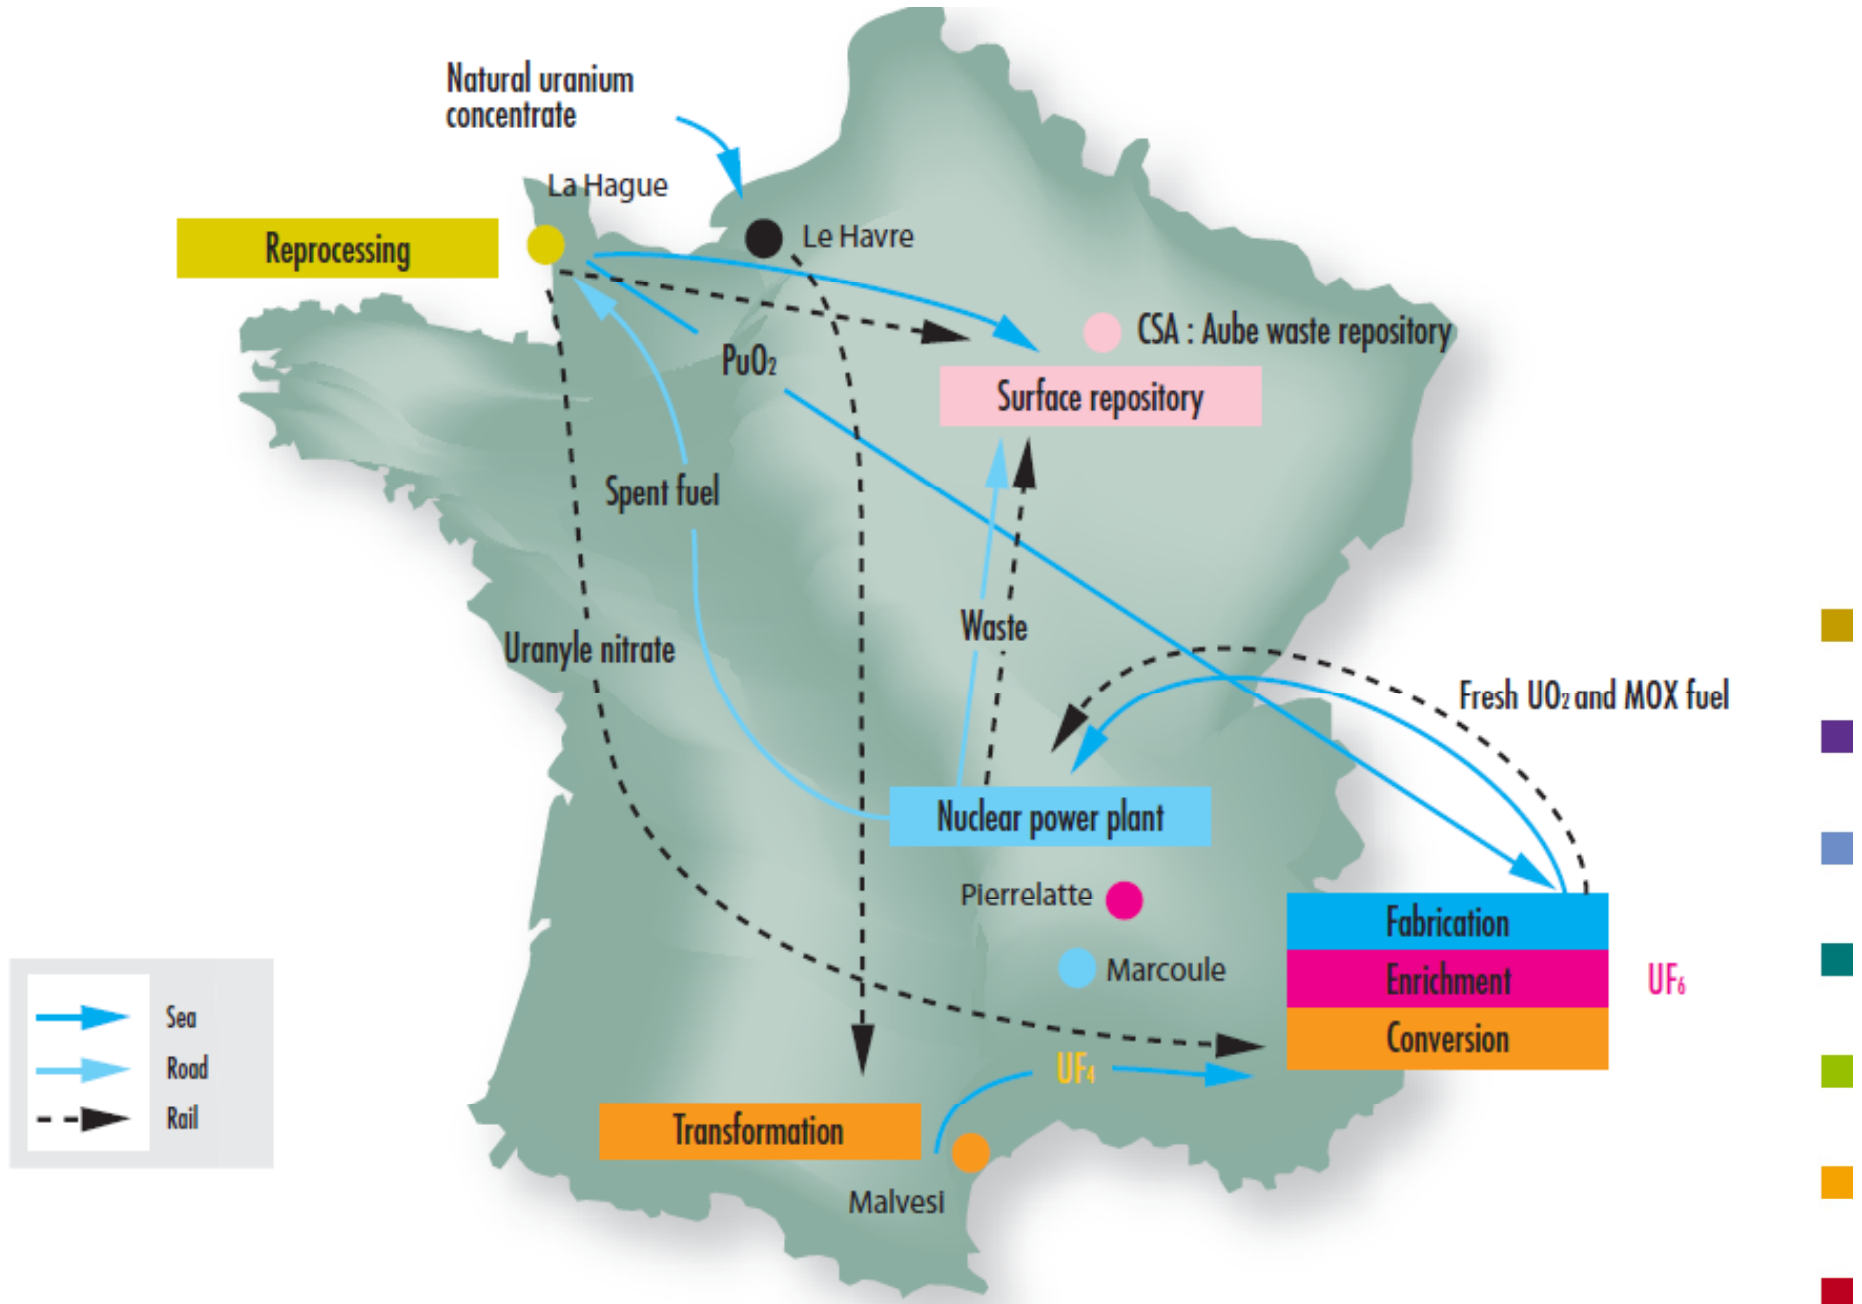 Natural uranium
concentrate
La Hague
Reprocessing
Le Havre
CSA : Aube waste repository
PuO₂
Surface repository
Spent fuel
Waste
Uranyle nitrate
Fresh UO₂ and MOX fuel
Nuclear power plant
Pierrelatte
Fabrication
Marcoule
Enrichment
UF₆
Sea
Conversion
Road
UF₄
Rail
Transformation
Malvesi